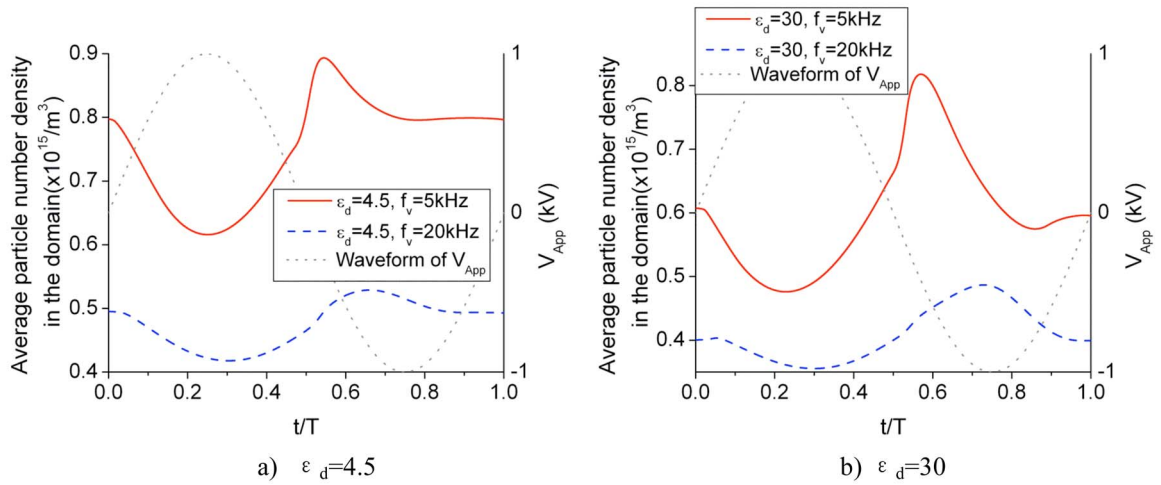 Average particle number density
in the domain(x10^15/m^3)
0.9
0.8
0.7
0.6
0.5
0.4
ε_d=4.5, f_v=5kHz
ε_d=4.5, f_v=20kHz
Waveform of V_App
1
0
-1
V_App (kV)
0.0 0.2 0.4 0.6 0.8 1.0
t/T
a) ε_d=4.5
Average particle number density
in the domain(x10^15/m^3)
0.8
0.7
0.6
0.5
0.4
ε_d=30, f_v=5kHz
ε_d=30, f_v=20kHz
Waveform of V_App
1
0
-1
V_App (kV)
0.0 0.2 0.4 0.6 0.8 1.0
t/T
b) ε_d=30